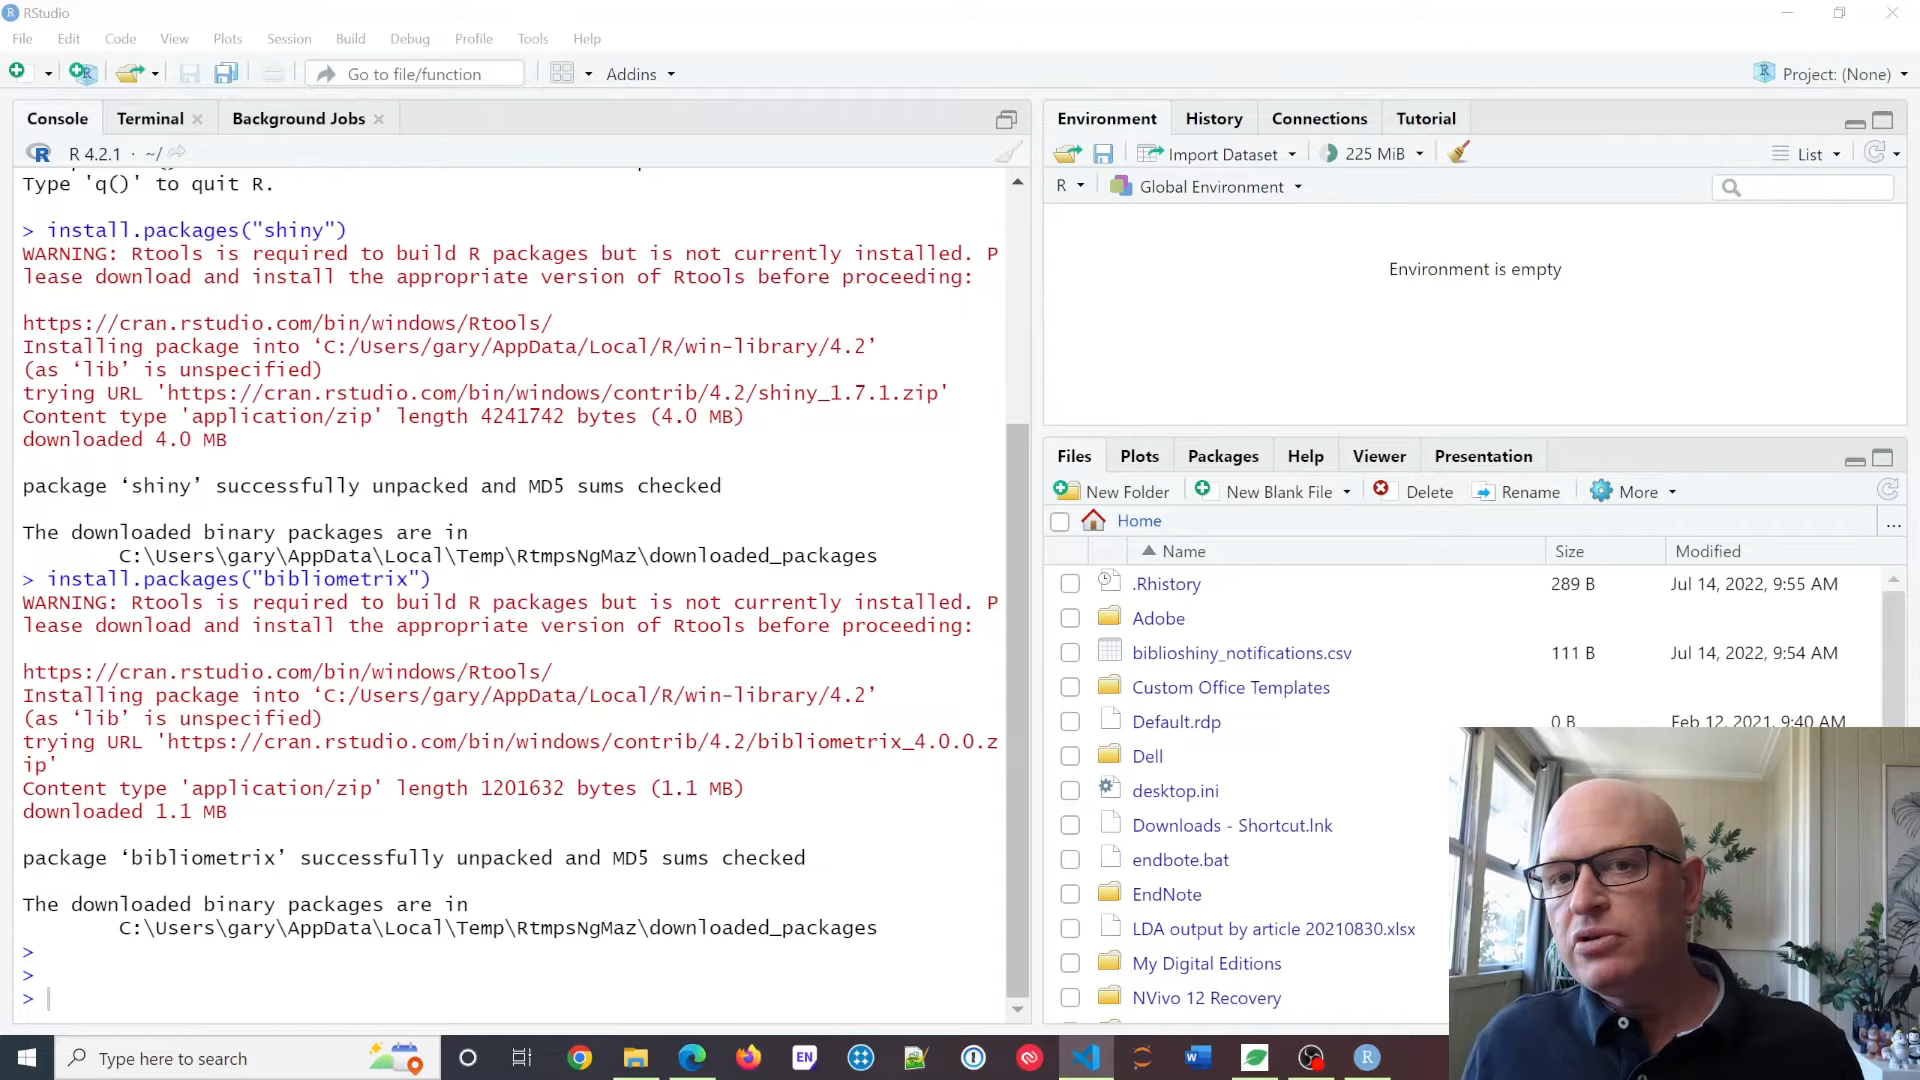 RStudio
File Edit Code View Plots Session Build Debug Profile Tools Help
Go to file/function Addins Project: (None)
Console Terminal Background Jobs
R 4.2.1 · ~/
Type 'q()' to quit R.
> install.packages("shiny")
WARNING: Rtools is required to build R packages but is not currently installed. P
lease download and install the appropriate version of Rtools before proceeding:
https://cran.rstudio.com/bin/windows/Rtools/
Installing package into ‘C:/Users/gary/AppData/Local/R/win-library/4.2’
(as ‘lib’ is unspecified)
trying URL 'https://cran.rstudio.com/bin/windows/contrib/4.2/shiny_1.7.1.zip'
Content type 'application/zip' length 4241742 bytes (4.0 MB)
downloaded 4.0 MB
package ‘shiny’ successfully unpacked and MD5 sums checked
The downloaded binary packages are in
C:\Users\gary\AppData\Local\Temp\RtmpsNgMaz\downloaded_packages
> install.packages("bibliometrix")
WARNING: Rtools is required to build R packages but is not currently installed. P
lease download and install the appropriate version of Rtools before proceeding:
https://cran.rstudio.com/bin/windows/Rtools/
Installing package into ‘C:/Users/gary/AppData/Local/R/win-library/4.2’
(as ‘lib’ is unspecified)
trying URL 'https://cran.rstudio.com/bin/windows/contrib/4.2/bibliometrix_4.0.0.z
ip'
Content type 'application/zip' length 1201632 bytes (1.1 MB)
downloaded 1.1 MB
package ‘bibliometrix’ successfully unpacked and MD5 sums checked
The downloaded binary packages are in
C:\Users\gary\AppData\Local\Temp\RtmpsNgMaz\downloaded_packages
>
>
>
Environment History Connections Tutorial
Import Dataset 225 MiB List
R Global Environment
Environment is empty
Files Plots Packages Help Viewer Presentation
New Folder New Blank File Delete Rename More
Home ...
Name Size Modified
.Rhistory 289 B Jul 14, 2022, 9:55 AM
Adobe
biblioshiny_notifications.csv 111 B Jul 14, 2022, 9:54 AM
Custom Office Templates
Default.rdp 0 B Feb 12, 2021, 9:40 AM
Dell
desktop.ini
Downloads - Shortcut.lnk
endbote.bat
EndNote
LDA output by article 20210830.xlsx
My Digital Editions
NVivo 12 Recovery
Type here to search EN